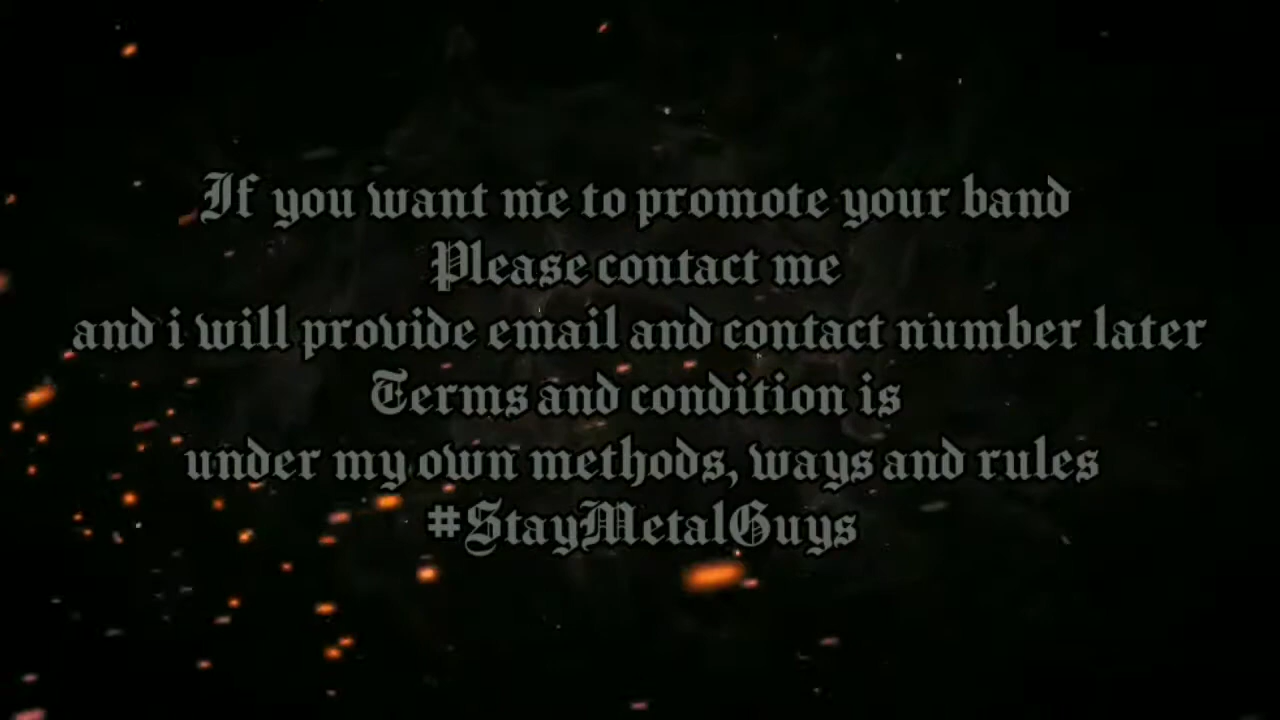 If you want me to promote your band
Please contact me
and i will provide email and contact number later
Terms and condition is
under my own methods, ways and rules
#StayMetalGuys